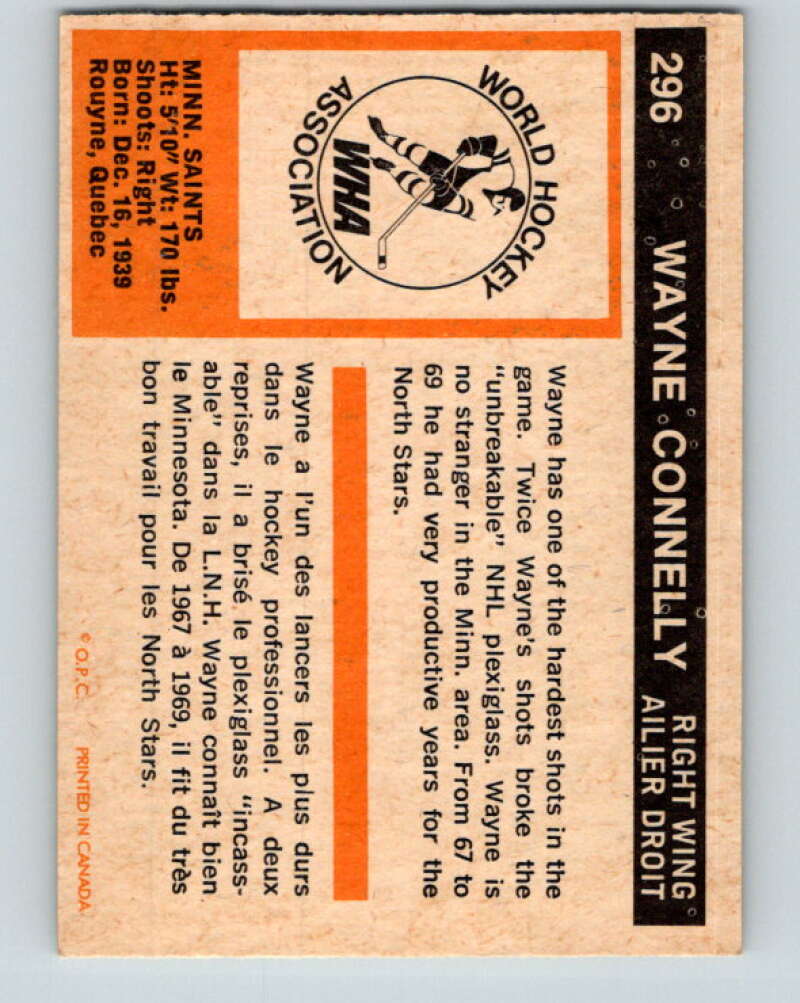 296
WAYNE CONNELLY
RIGHT WING
AILIER DROIT
WORLD HOCKEY
ASSOCIATION
WHA
MINN. SAINTS
Ht: 5'10" Wt: 170 lbs.
Shoots: Right
Born: Dec. 16, 1939
Rouyne, Quebec
Wayne has one of the hardest shots in the
game. Twice Wayne's shots broke the
"unbreakable" NHL plexiglass. Wayne is
no stranger in the Minn. area. From 67 to
69 he had very productive years for the
North Stars.
Wayne a l'un des lancers les plus durs
dans le hockey professionnel. A deux
reprises, il a brisé le plexiglass "incass-
able" dans la L.N.H. Wayne connaît bien
le Minnesota. De 1967 à 1969, il fit du très
bon travail pour les North Stars.
© O.P.C. PRINTED IN CANADA